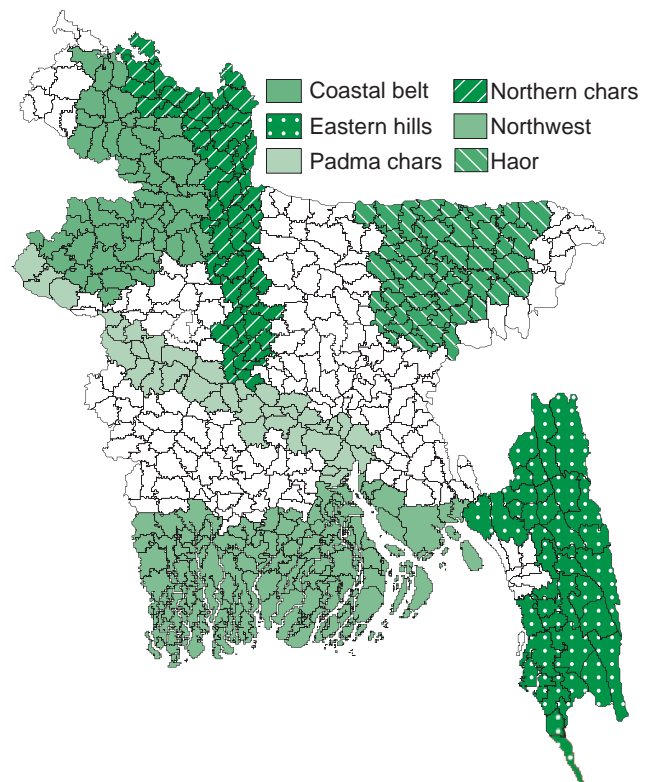 Coastal belt
Northern chars
Eastern hills
Northwest
Padma chars
Haor